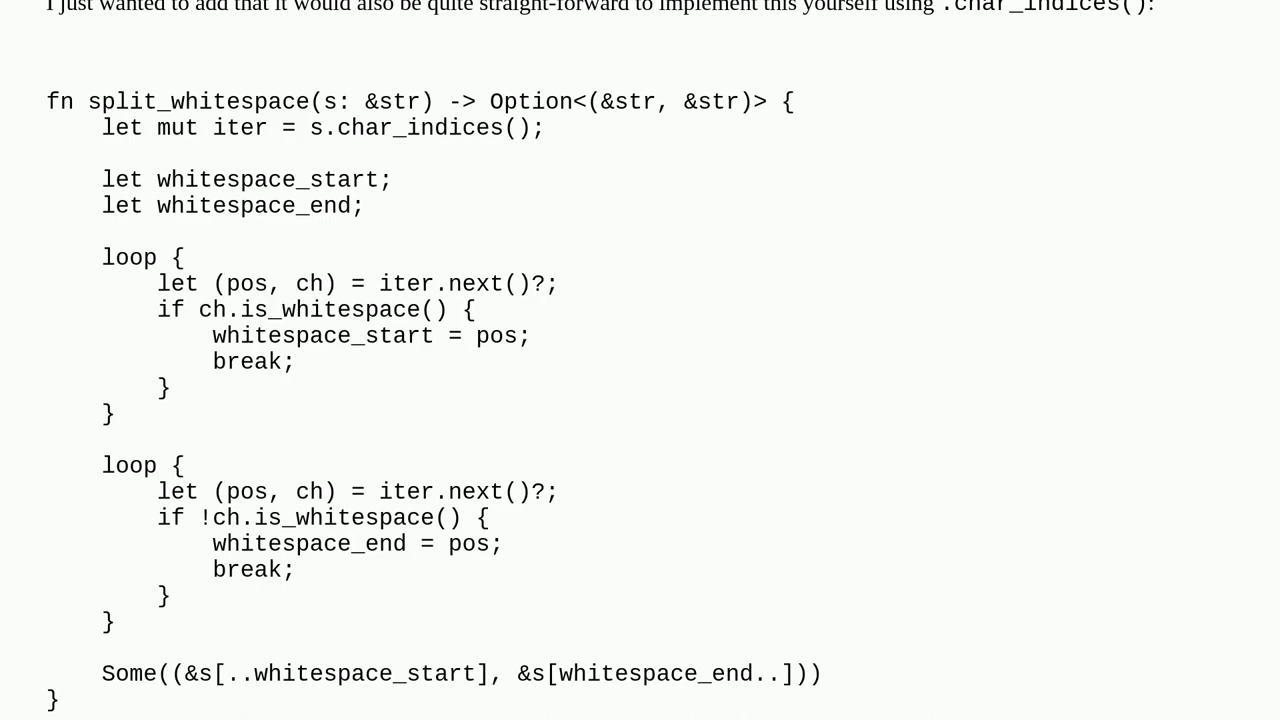 I just wanted to add that it would also be quite straight-forward to implement this yourself using .char_indices():
fn split_whitespace(s: &str) -> Option<(&str, &str)> {
    let mut iter = s.char_indices();

    let whitespace_start;
    let whitespace_end;

    loop {
        let (pos, ch) = iter.next()?;
        if ch.is_whitespace() {
            whitespace_start = pos;
            break;
        }
    }

    loop {
        let (pos, ch) = iter.next()?;
        if !ch.is_whitespace() {
            whitespace_end = pos;
            break;
        }
    }

    Some((&s[..whitespace_start], &s[whitespace_end..]))
}